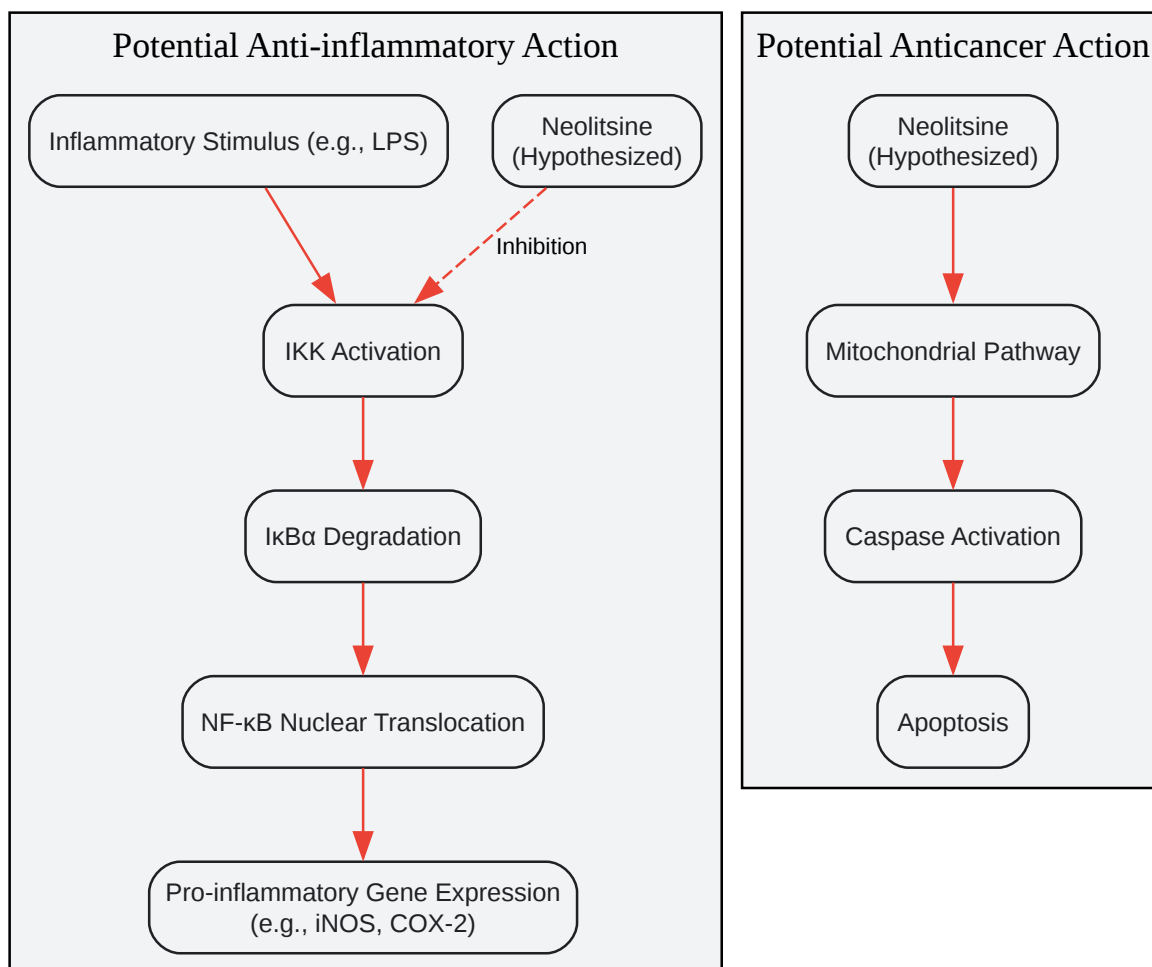 Potential Anti-inflammatory Action
Inflammatory Stimulus (e.g., LPS)
Neolitsine
(Hypothesized)
Inhibition
IKK Activation
IκBα Degradation
NF-κB Nuclear Translocation
Pro-inflammatory Gene Expression
(e.g., iNOS, COX-2)
Potential Anticancer Action
Neolitsine
(Hypothesized)
Mitochondrial Pathway
Caspase Activation
Apoptosis